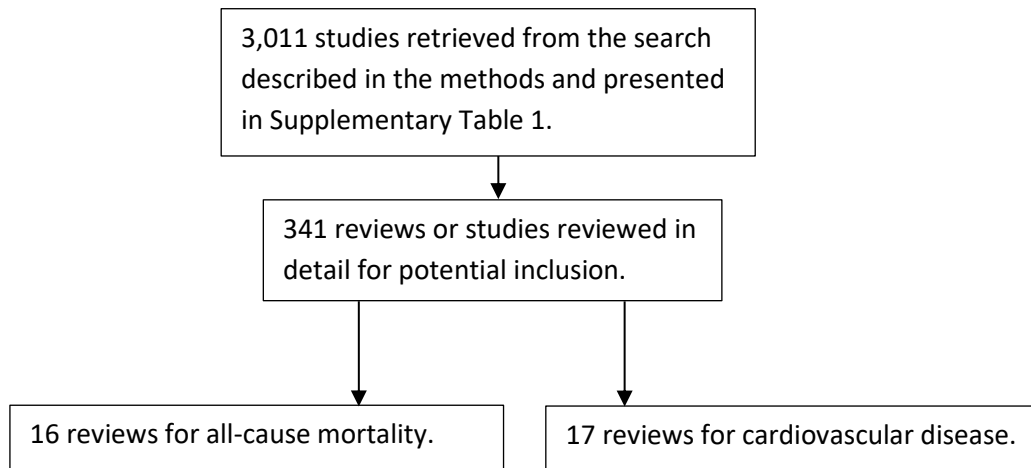 3,011 studies retrieved from the search
described in the methods and presented
in Supplementary Table 1.
341 reviews or studies reviewed in
detail for potential inclusion.
16 reviews for all-cause mortality.
17 reviews for cardiovascular disease.